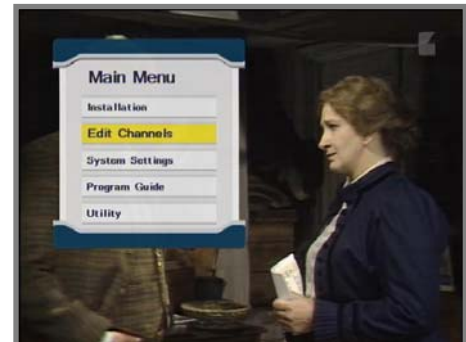 Main Menu
Installation
Edit Channels
System Settings
Program Guide
Utility